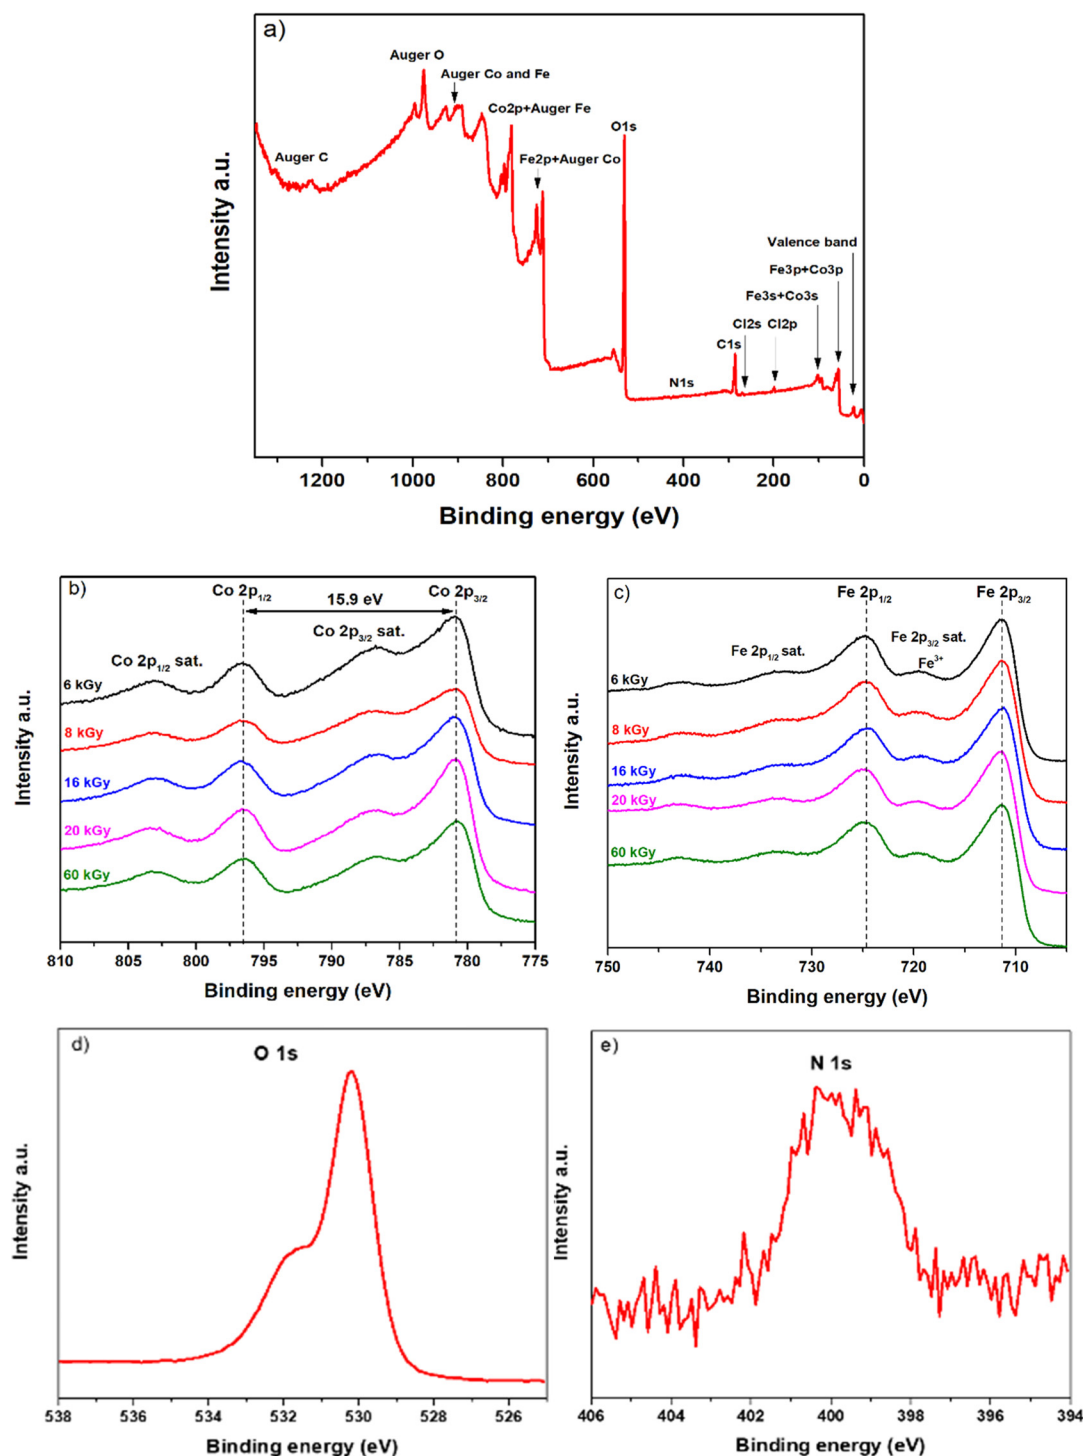 a)
Auger O
Auger Co and Fe
Co2p+Auger Fe
O1s
Auger C
Fe2p+Auger Co
Valence band
Fe3p+Co3p
Fe3s+Co3s
Cl2s Cl2p
C1s
N1s
Intensity a.u.
1200 1000 800 600 400 200 0
Binding energy (eV)
b)
Co 2p1/2 Co 2p3/2
15.9 eV
Co 2p3/2 sat.
Co 2p1/2 sat.
6 kGy
8 kGy
16 kGy
20 kGy
60 kGy
Intensity a.u.
810 805 800 795 790 785 780 775
Binding energy (eV)
c)
Fe 2p1/2 Fe 2p3/2
Fe 2p3/2 sat.
Fe 2p1/2 sat.
Fe3+
6 kGy
8 kGy
16 kGy
20 kGy
60 kGy
Intensity a.u.
750 740 730 720 710
Binding energy (eV)
d)
O 1s
Intensity a.u.
538 536 534 532 530 528 526
Binding energy (eV)
e)
N 1s
Intensity a.u.
406 404 402 400 398 396 394
Binding energy (eV)